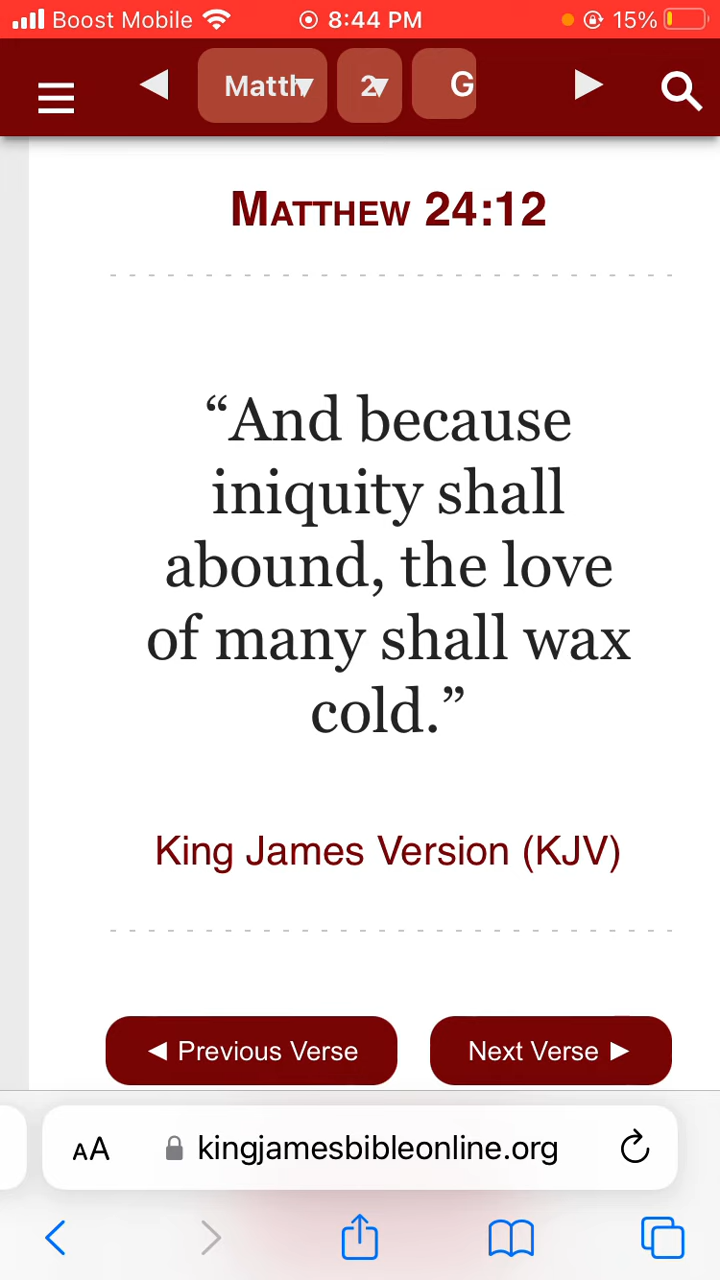 Boost Mobile 8:44 PM 15%
Matth 2 G
MATTHEW 24:12
“And because
iniquity shall
abound, the love
of many shall wax
cold.”
King James Version (KJV)
◀ Previous Verse Next Verse ▶
AA kingjamesbibleonline.org